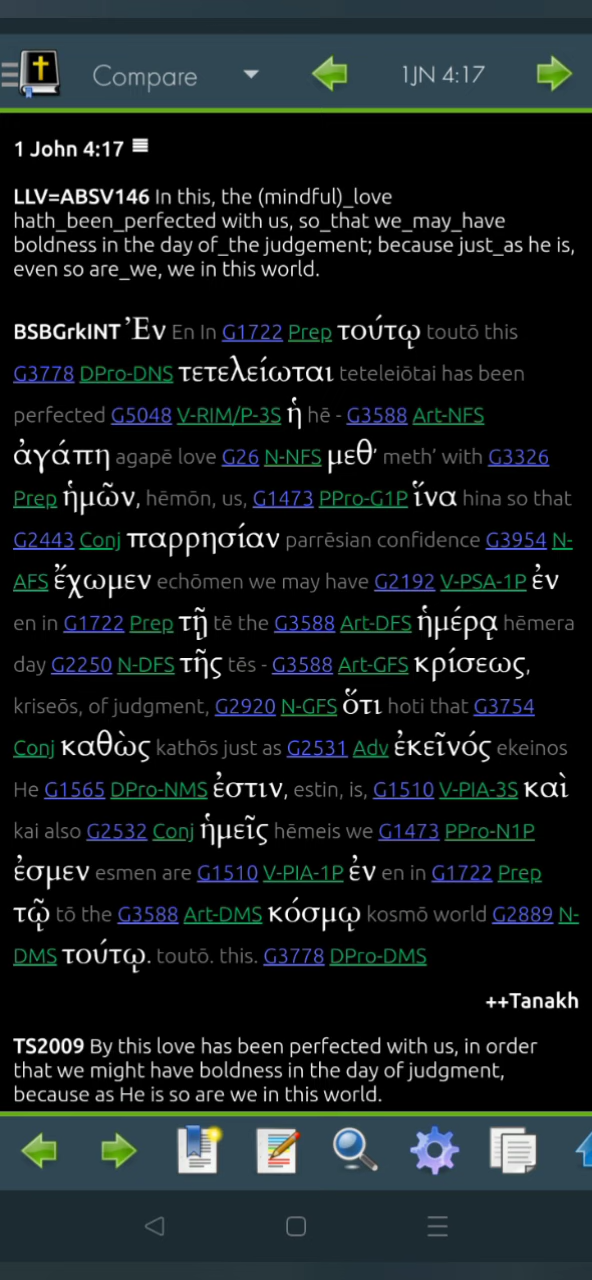 Compare
1JN 4:17
1 John 4:17
LLV=ABSV146 In this, the (mindful)_love
hath_been_perfected with us, so_that we_may_have
boldness in the day of_the judgement; because just_as he is,
even so are_we, we in this world.
BSBGrkINT Ἐν En In G1722 Prep τούτῳ toutō this
G3778 DPro-DNS τετελείωται teteleiōtai has been
perfected G5048 V-RIM/P-3S ἡ hē - G3588 Art-NFS
ἀγάπη agapē love G26 N-NFS μεθ’ meth’ with G3326
Prep ἡμῶν, hēmōn, us, G1473 PPro-G1P ἵνα hina so that
G2443 Conj παρρησίαν parrēsian confidence G3954 N-
AFS ἔχωμεν echōmen we may have G2192 V-PSA-1P ἐν
en in G1722 Prep τῇ tē the G3588 Art-DFS ἡμέρᾳ hēmera
day G2250 N-DFS τῆς tēs - G3588 Art-GFS κρίσεως,
kriseōs, of judgment, G2920 N-GFS ὅτι hoti that G3754
Conj καθὼς kathōs just as G2531 Adv ἐκεῖνός ekeinos
He G1565 DPro-NMS ἐστιν, estin, is, G1510 V-PIA-3S καὶ
kai also G2532 Conj ἡμεῖς hēmeis we G1473 PPro-N1P
ἐσμεν esmen are G1510 V-PIA-1P ἐν en in G1722 Prep
τῷ tō the G3588 Art-DMS κόσμῳ kosmō world G2889 N-
DMS τούτῳ. toutō. this. G3778 DPro-DMS
++Tanakh
TS2009 By this love has been perfected with us, in order
that we might have boldness in the day of judgment,
because as He is so are we in this world.